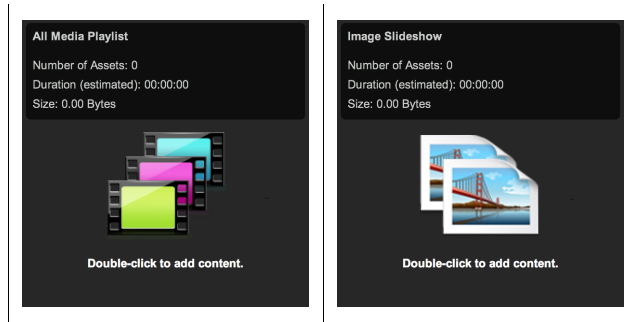 All Media Playlist
Number of Assets: 0
Duration (estimated): 00:00:00
Size: 0.00 Bytes
Double-click to add content.
Image Slideshow
Number of Assets: 0
Duration (estimated): 00:00:00
Size: 0.00 Bytes
Double-click to add content.